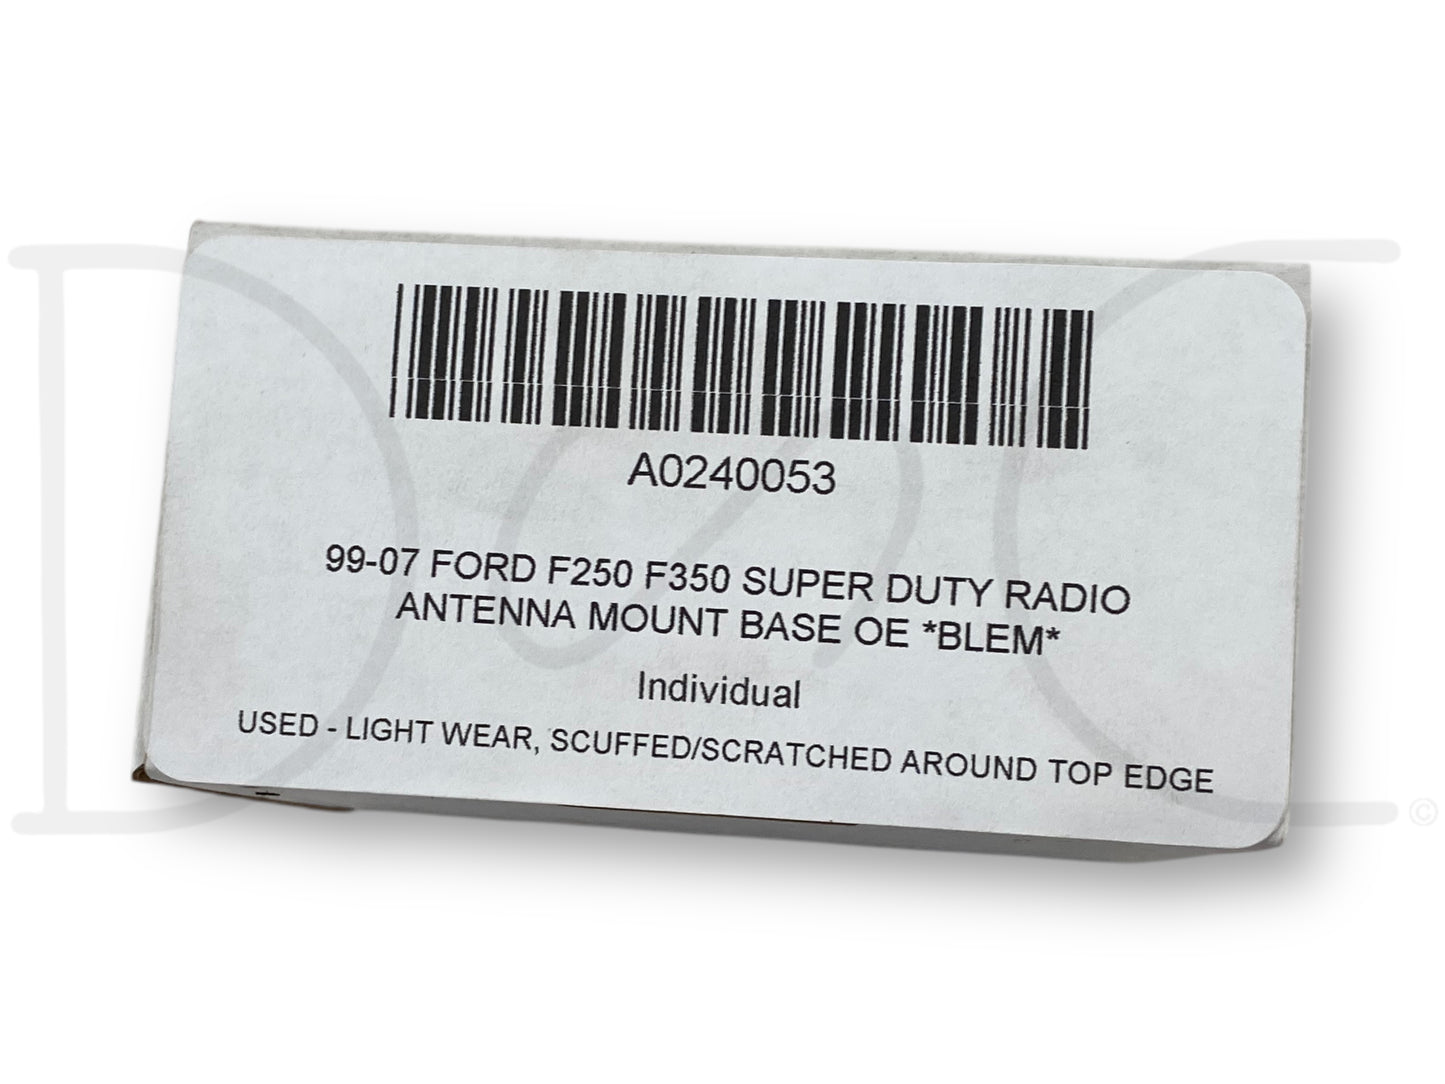 A0240053
99-07 FORD F250 F350 SUPER DUTY RADIO
ANTENNA MOUNT BASE OE *BLEM*
Individual
USED - LIGHT WEAR, SCUFFED/SCRATCHED AROUND TOP EDGE
©